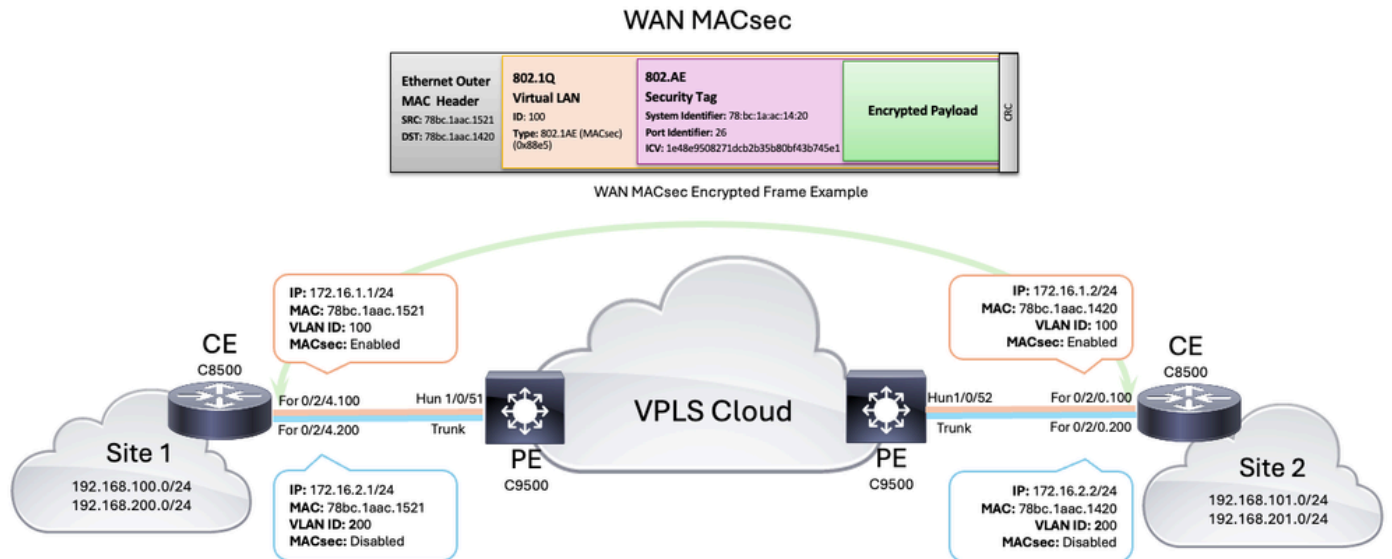 WAN MACsec
Ethernet Outer
MAC Header
SRC: 78bc.1aac.1521
DST: 78bc.1aac.1420
802.1Q
Virtual LAN
ID: 100
Type: 802.1AE (MACsec)
(0x88e5)
802.AE
Security Tag
System Identifier: 78:bc:1a:ac:14:20
Port Identifier: 26
ICV: 1e48e9508271dcb2b35b80bf43b745e1
Encrypted Payload
CRC
WAN MACsec Encrypted Frame Example
IP: 172.16.1.1/24
MAC: 78bc.1aac.1521
VLAN ID: 100
MACsec: Enabled
IP: 172.16.1.2/24
MAC: 78bc.1aac.1420
VLAN ID: 100
MACsec: Enabled
CE
C8500
For 0/2/4.100
For 0/2/4.200
Hun 1/0/51
Trunk
PE
C9500
VPLS Cloud
PE
C9500
Hun1/0/52
Trunk
For 0/2/0.100
For 0/2/0.200
CE
C8500
Site 1
192.168.100.0/24
192.168.200.0/24
IP: 172.16.2.1/24
MAC: 78bc.1aac.1521
VLAN ID: 200
MACsec: Disabled
IP: 172.16.2.2/24
MAC: 78bc.1aac.1420
VLAN ID: 200
MACsec: Disabled
Site 2
192.168.101.0/24
192.168.201.0/24